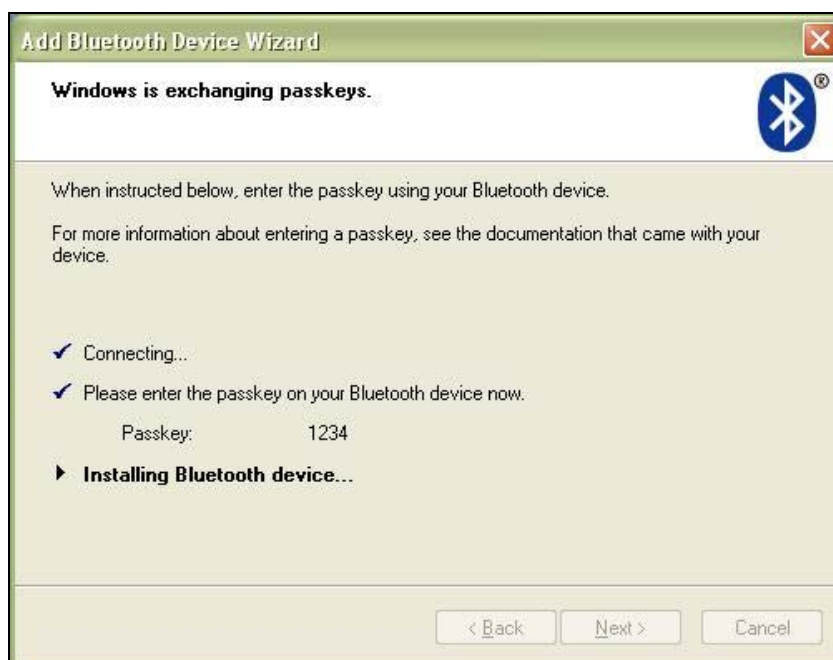 Add Bluetooth Device Wizard
Windows is exchanging passkeys.
®
When instructed below, enter the passkey using your Bluetooth device.
For more information about entering a passkey, see the documentation that came with your
device.
Connecting...
Please enter the passkey on your Bluetooth device now.
Passkey: 1234
Installing Bluetooth device...
< Back Next > Cancel